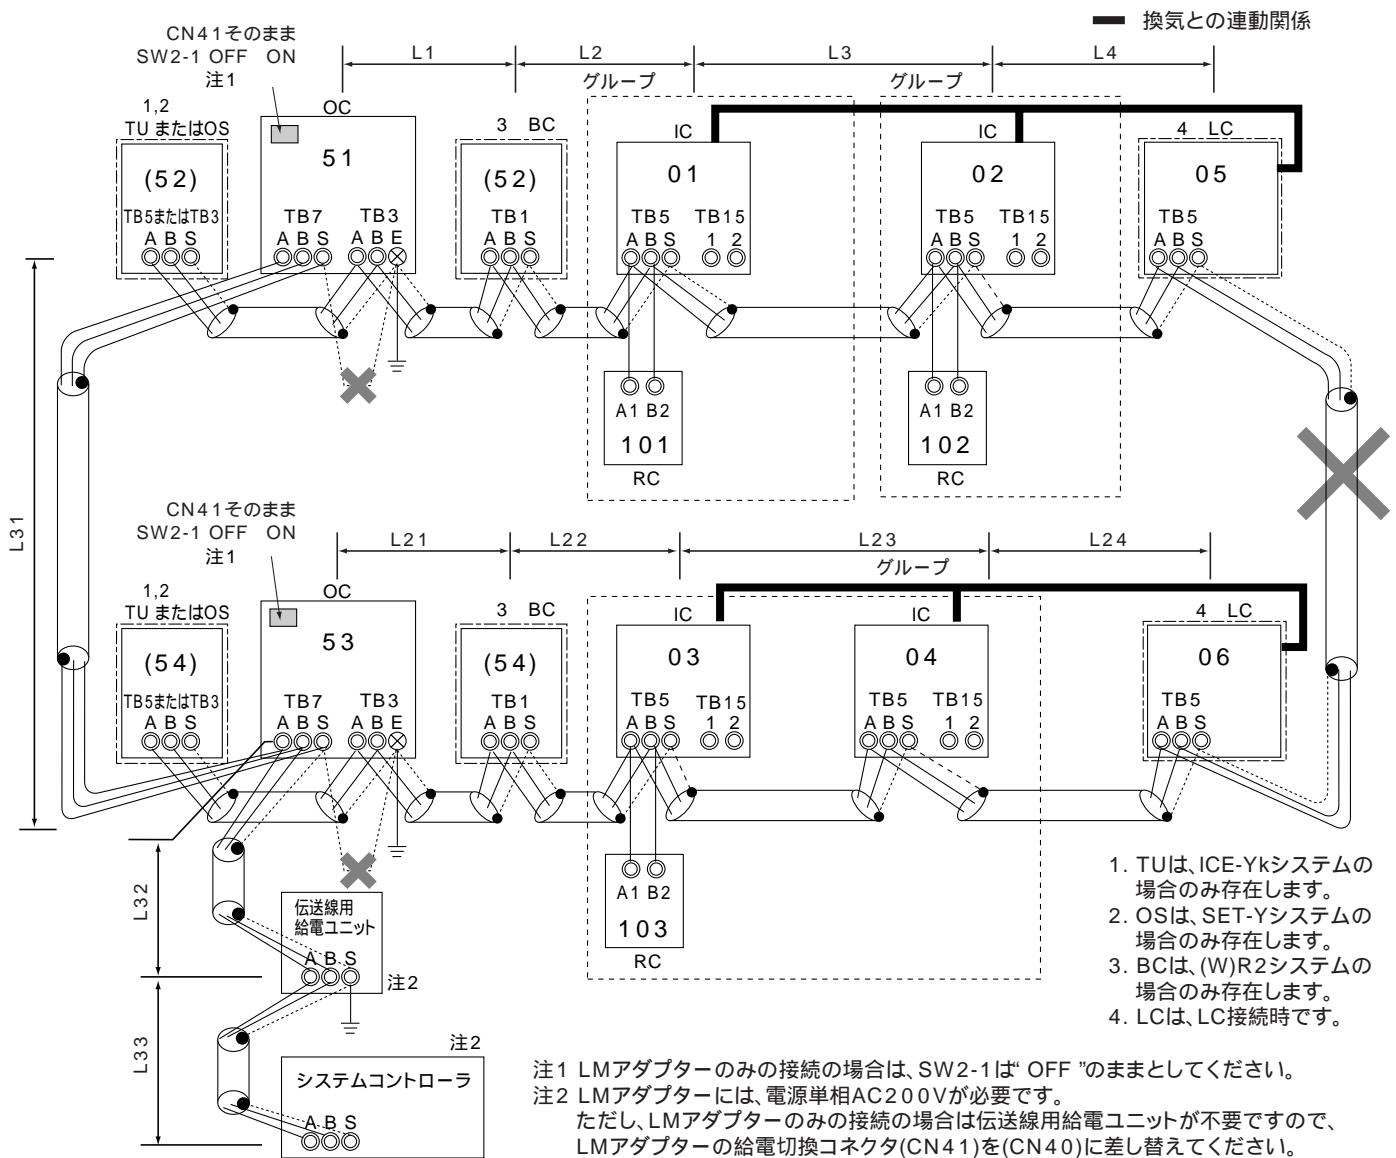 換気との連動関係
CN41そのまま
SW2-1 OFF ON
注1
L1
L2
L3
L4
グループ
グループ
1,2
TU またはOS
OC
3 BC
IC
IC
4 LC
(52)
51
(52)
01
02
05
TB5またはTB3
TB7
TB3
TB1
TB5
TB15
TB5
TB15
TB5
A B S
A B S
A B E
A B S
A B S
1 2
A B S
1 2
A B S
A1 B2
101
RC
A1 B2
102
RC
L31
CN41そのまま
SW2-1 OFF ON
注1
L21
L22
L23
L24
グループ
1,2
TU またはOS
OC
3 BC
IC
IC
4 LC
(54)
53
(54)
03
04
06
TB5またはTB3
TB7
TB3
TB1
TB5
TB15
TB5
TB15
TB5
A B S
A B S
A B E
A B S
A B S
1 2
A B S
1 2
A B S
A1 B2
103
RC
L32
伝送線用
給電ユニット
A B S
注2
L33
注2
システムコントローラ
A B S
1. TUは、ICE-Ykシステムの
場合のみ存在します。
2. OSは、SET-Yシステムの
場合のみ存在します。
3. BCは、(W)R2システムの
場合のみ存在します。
4. LCは、LC接続時です。
注1 LMアダプターのみの接続の場合は、SW2-1は“ OFF ”のままとしてください。
注2 LMアダプターには、電源単相AC200Vが必要です。
ただし、LMアダプターのみの接続の場合は伝送線用給電ユニットが不要ですので、
LMアダプターの給電切換コネクタ(CN41)を(CN40)に差し替えてください。